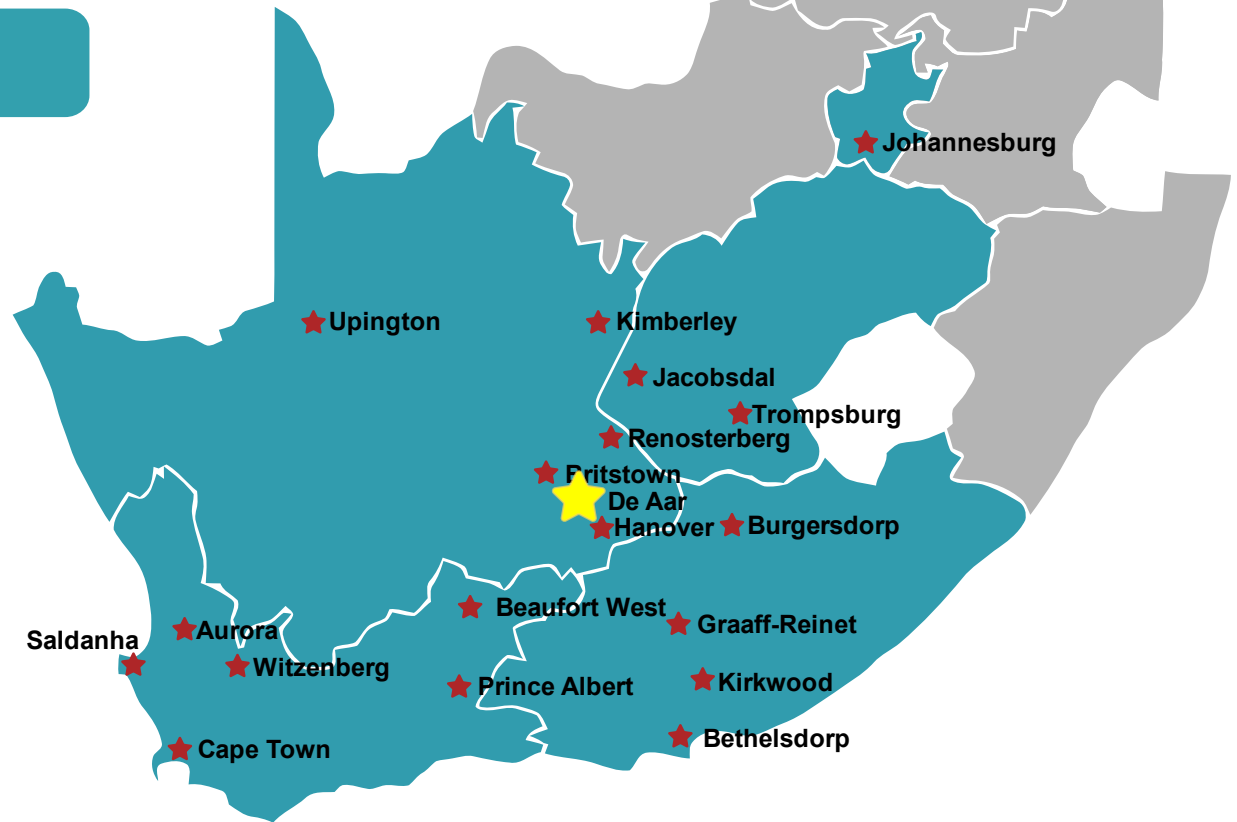 Johannesburg
Upington
Kimberley
Jacobsdal
Trompsburg
Renosterberg
Britstown
De Aar
Hanover
Burgersdorp
Beaufort West
Graaff-Reinet
Aurora
Saldanha
Witzenberg
Prince Albert
Kirkwood
Cape Town
Bethelsdorp